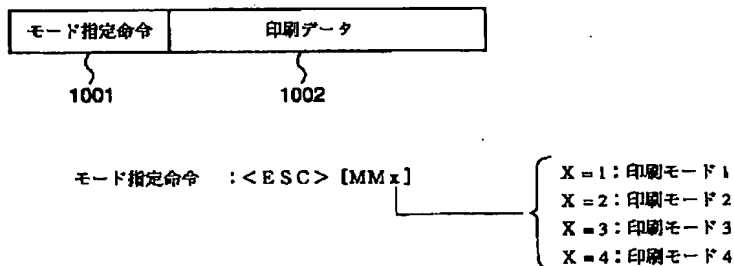 モード指定命令 印刷データ
1001 1002
モード指定命令 :<ESC>[MMx]
X=1:印刷モード1
X=2:印刷モード2
X=3:印刷モード3
X=4:印刷モード4